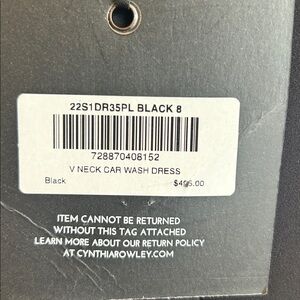 22S1DR35PL BLACK 8
728870408152
V NECK CAR WASH DRESS
Black $495.00
ITEM CANNOT BE RETURNED
WITHOUT THIS TAG ATTACHED
LEARN MORE ABOUT OUR RETURN POLICY
AT CYNTHIAROWLEY.COM